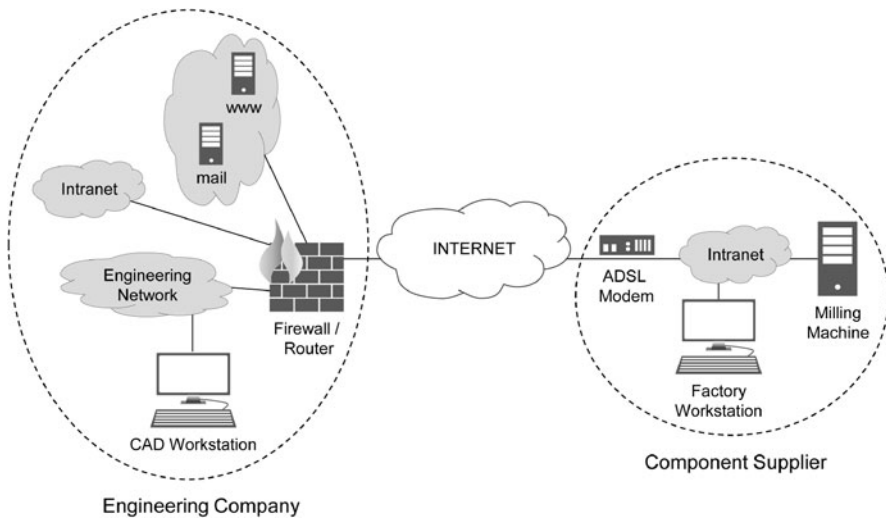 www
mail
Intranet
Engineering
Network
Firewall /
Router
CAD Workstation
Engineering Company
INTERNET
ADSL
Modem
Intranet
Milling
Machine
Factory
Workstation
Component Supplier